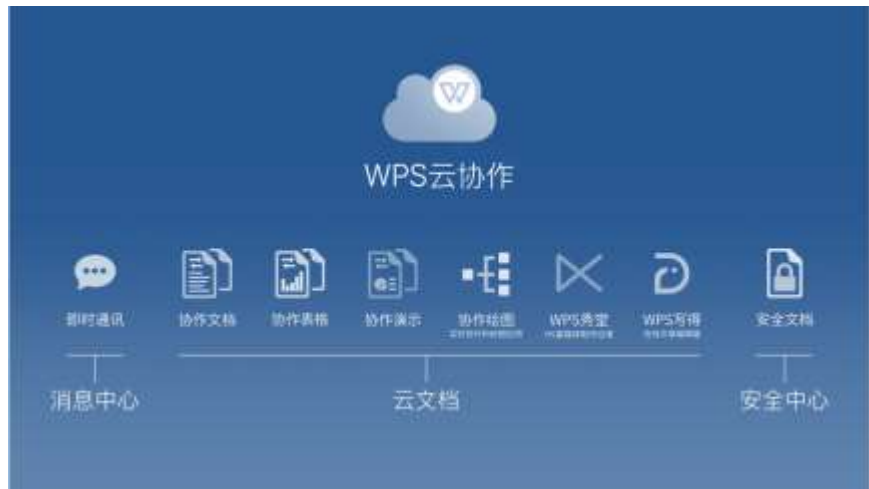 WPS云协作
即时通讯
协作文档
协作表格
协作演示
协作绘图
WPS秀堂
WPS写得
安全文档
消息中心
云文档
安全中心